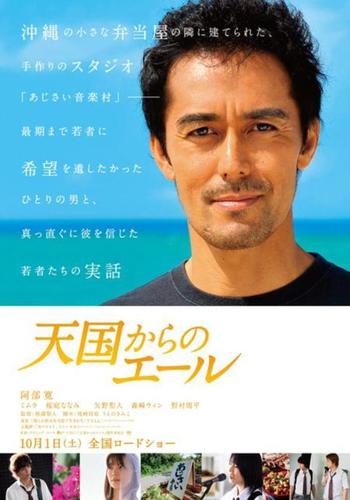 沖縄の小さな弁当屋の隣に建てられた、
手作りのスタジオ
「あじさい音楽村」――
最期まで若者に
希望を遺したかった
ひとりの男と、
真っ直ぐに彼を信じた
若者たちの実話
天国からの
エール
阿部 寛
ミムラ 桜庭ななみ 矢野聖人 森崎ウィン 野村周平
10月1日(土) 全国ロードショー
あじさい